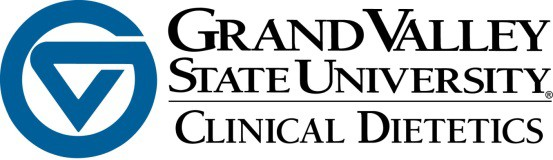 GRAND VALLEY
STATE UNIVERSITY®
CLINICAL DIETETICS